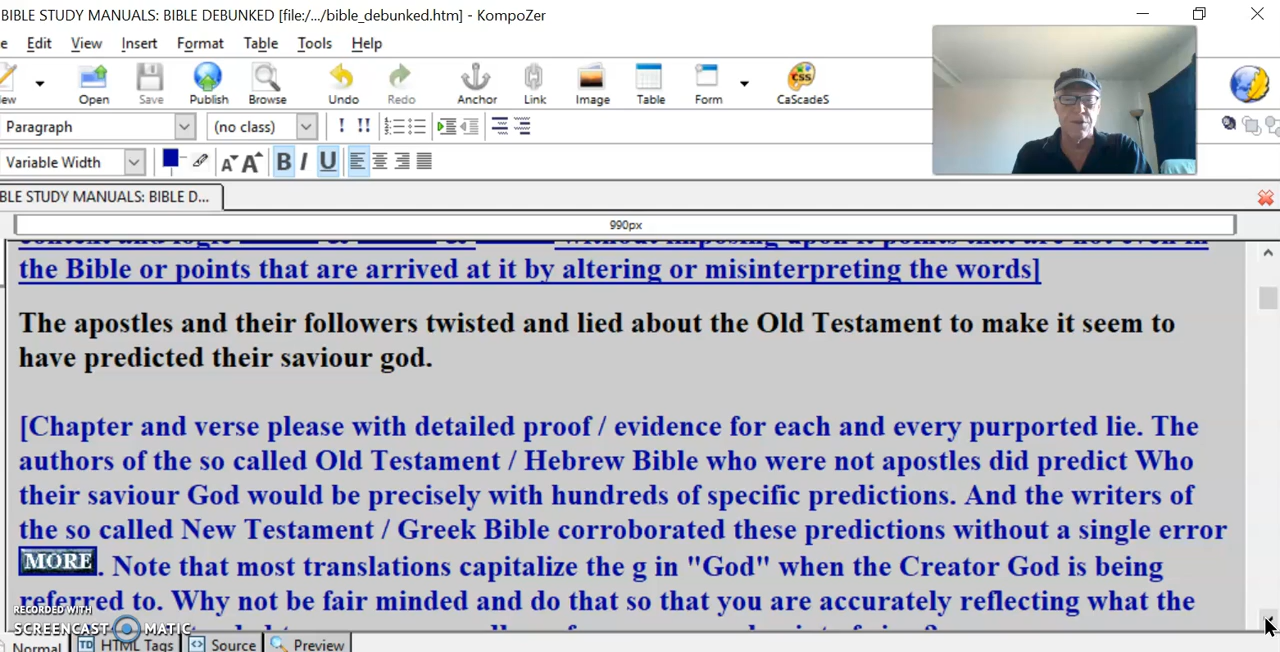 BIBLE STUDY MANUALS: BIBLE DEBUNKED [file:/.../bible_debunked.htm] - KompoZer
Edit View Insert Format Table Tools Help
Open Save Publish Browse Undo Redo Anchor Link Image Table Form CaScadeS
Paragraph (no class) ! !!
Variable Width A A B I U
BLE STUDY MANUALS: BIBLE D...
990px
the Bible or points that are arrived at it by altering or misinterpreting the words]
The apostles and their followers twisted and lied about the Old Testament to make it seem to
have predicted their saviour god.
[Chapter and verse please with detailed proof / evidence for each and every purported lie. The
authors of the so called Old Testament / Hebrew Bible who were not apostles did predict Who
their saviour God would be precisely with hundreds of specific predictions. And the writers of
the so called New Testament / Greek Bible corroborated these predictions without a single error
MORE. Note that most translations capitalize the g in "God" when the Creator God is being
referred to. Why not be fair minded and do that so that you are accurately reflecting what the
RECORDED WITH
SCREENCAST MATIC
Normal TD HTML Tags <> Source Preview